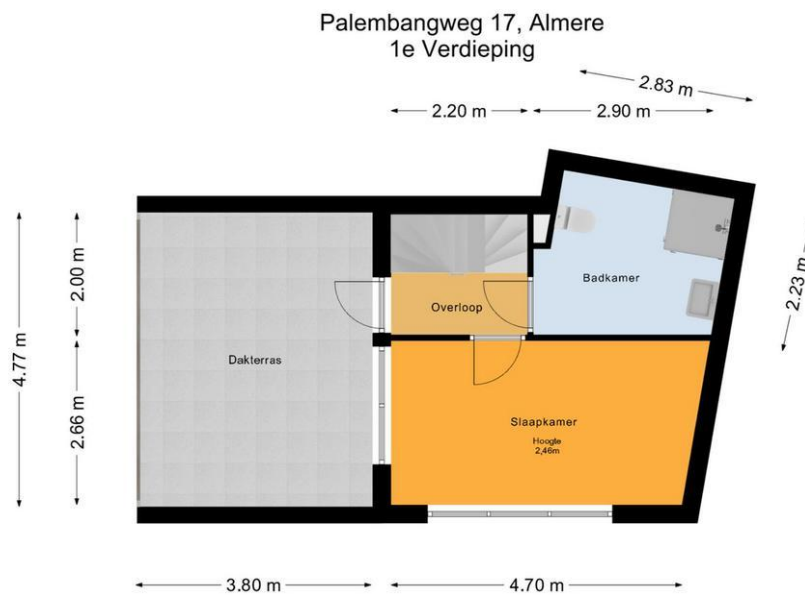 Palembangweg 17, Almere
1e Verdieping
2.83 m
2.20 m
2.90 m
2.00 m
4.77 m
2.66 m
2.23 m
Badkamer
Overloop
Dakterras
Slaapkamer
Hoogte
2,46m
3.80 m
4.70 m